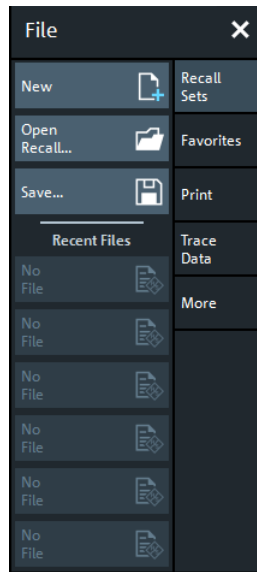 File
New
Open
Recall...
Save...
Recent Files
No
File
No
File
No
File
No
File
No
File
No
File
Recall
Sets
Favorites
Print
Trace
Data
More